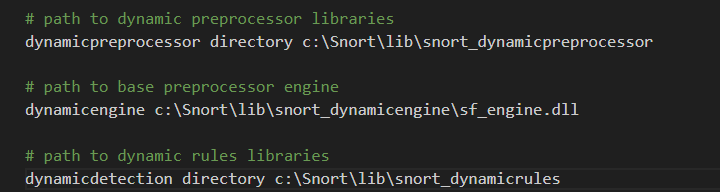 # path to dynamic preprocessor libraries
dynamicpreprocessor directory c:\Snort\lib\snort_dynamicpreprocessor
# path to base preprocessor engine
dynamicengine c:\Snort\lib\snort_dynamicengine\sf_engine.dll
# path to dynamic rules libraries
dynamicdetection directory c:\Snort\lib\snort_dynamicrules